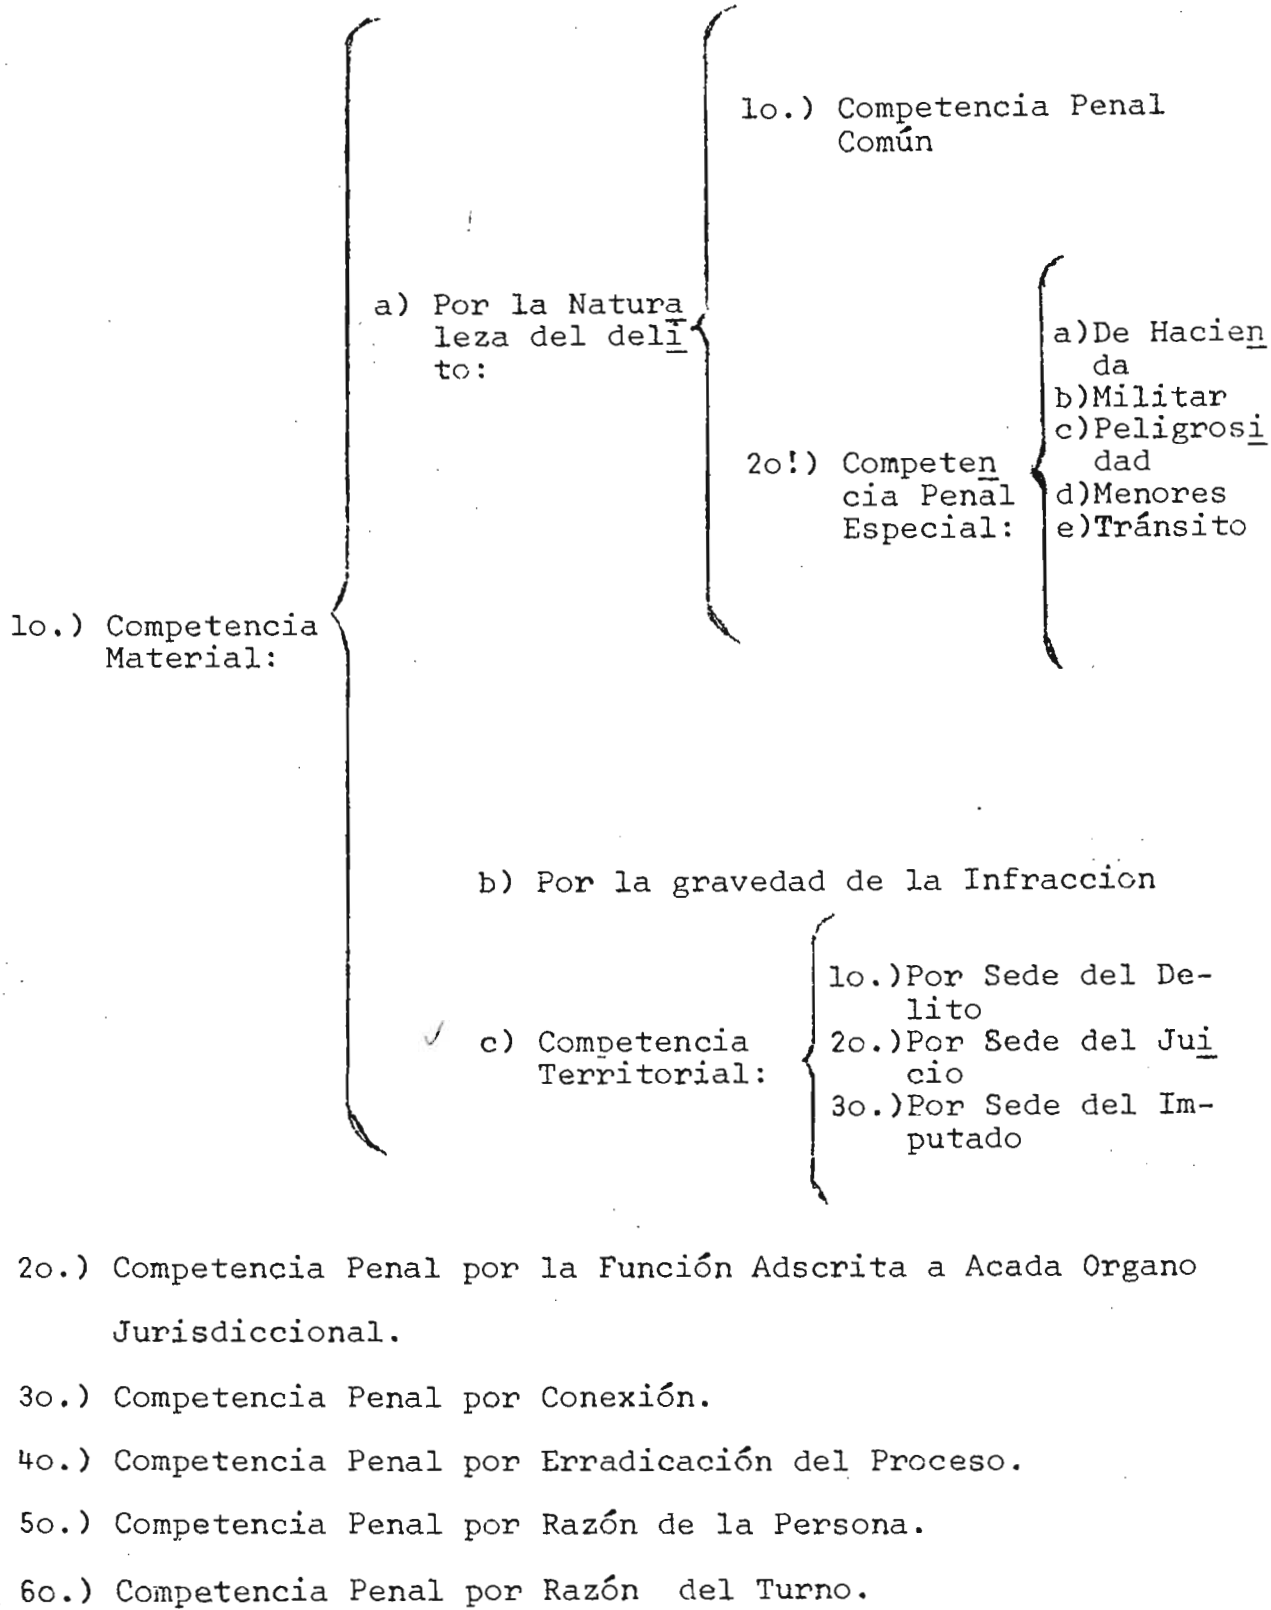 1o.) Competencia
Material:
a) Por la Natura
leza del deli
to:
1o.) Competencia Penal
Común
2o!) Competen
cia Penal
Especial:
a)De Hacien
da
b)Militar
c)Peligrosi
dad
d)Menores
e)Tránsito
b) Por la gravedad de la Infraccion
c) Competencia
Territorial:
1o.)Por Sede del De-
lito
2o.)Por Sede del Jui
cio
3o.)Por Sede del Im-
putado
2o.) Competencia Penal por la Función Adscrita a Acada Organo
Jurisdiccional.
3o.) Competencia Penal por Conexión.
4o.) Competencia Penal por Erradicación del Proceso.
5o.) Competencia Penal por Razón de la Persona.
6o.) Competencia Penal por Razón del Turno.